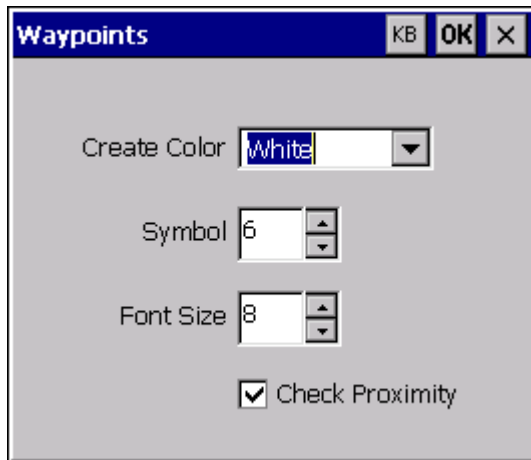 Waypoints KB OK ×
Create Color White
Symbol 6
Font Size 8
Check Proximity